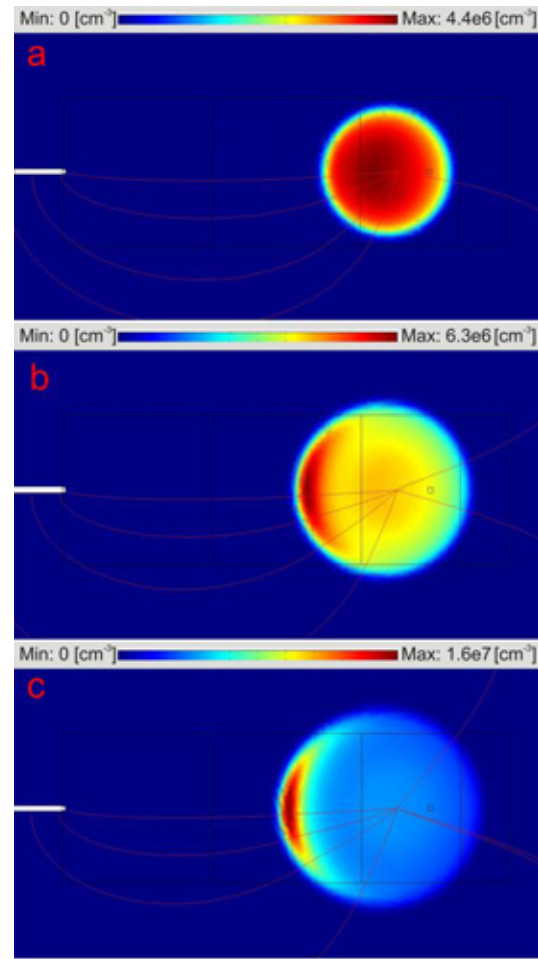 Min: 0 [cm⁻³] Max: 4.4e6 [cm⁻³]
a
Min: 0 [cm⁻³] Max: 6.3e6 [cm⁻³]
b
Min: 0 [cm⁻³] Max: 1.6e7 [cm⁻³]
c